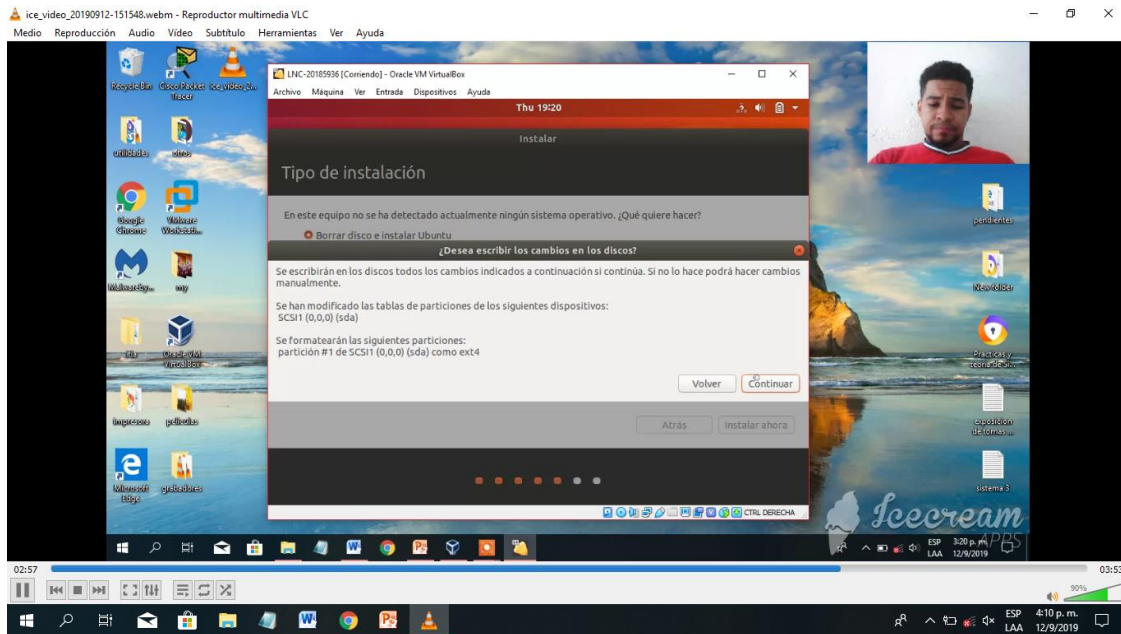 ice_video_20190912-151548.webm - Reproductor multimedia VLC
Medio Reproducción Audio Vídeo Subtítulo Herramientas Ver Ayuda
Recycle Bin
Cisco Packet Tracer
utilidades
otros
Google Chrome
VMware
my
Oracle VM VirtualBox
impresora
peliculas
Microsoft Edge
grabadores
LNC-20185936 [Corriendo] - Oracle VM VirtualBox
Archivo Máquina Ver Entrada Dispositivos Ayuda
Thu 19:20
Instalar
Tipo de instalación
En este equipo no se ha detectado actualmente ningún sistema operativo. ¿Qué quiere hacer?
Borrar disco e instalar Ubuntu
¿Desea escribir los cambios en los discos?
Se escribirán en los discos todos los cambios indicados a continuación si continúa. Si no lo hace podrá hacer cambios
manualmente.
Se han modificado las tablas de particiones de los siguientes dispositivos:
SCSI1 (0,0,0) (sda)
Se formatearán las siguientes particiones:
partición #1 de SCSI1 (0,0,0) (sda) como ext4
Volver Continuar
Atrás Instalar ahora
CTRL DERECHA
pendientes
New folder
exposicion
sistema 3
Icecream
APPS
ESP 3:20 p. m.
LAA 12/9/2019
02:57 03:53
90%
ESP 4:10 p. m.
LAA 12/9/2019